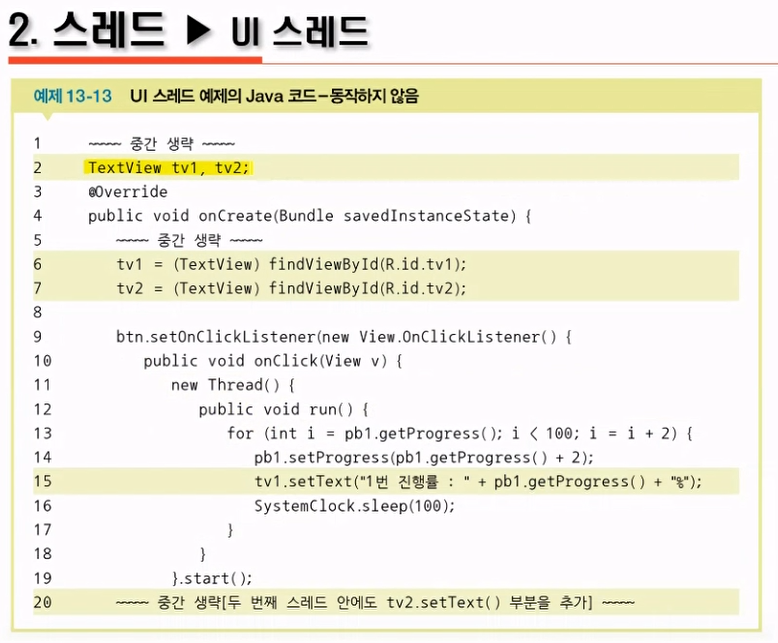 2. 스레드 ▶ UI 스레드
예제 13-13 UI 스레드 예제의 Java 코드–동작하지 않음
1 ~~~~~ 중간 생략 ~~~~~
2 TextView tv1, tv2;
3 @Override
4 public void onCreate(Bundle savedInstanceState) {
5 ~~~~~ 중간 생략 ~~~~~
6 tv1 = (TextView) findViewById(R.id.tv1);
7 tv2 = (TextView) findViewById(R.id.tv2);
8
9 btn.setOnClickListener(new View.OnClickListener() {
10 public void onClick(View v) {
11 new Thread() {
12 public void run() {
13 for (int i = pb1.getProgress(); i < 100; i = i + 2) {
14 pb1.setProgress(pb1.getProgress() + 2);
15 tv1.setText("1번 진행률 : " + pb1.getProgress() + "%");
16 SystemClock.sleep(100);
17 }
18 }
19 }.start();
20 ~~~~~ 중간 생략[두 번째 스레드 안에도 tv2.setText() 부분을 추가] ~~~~~